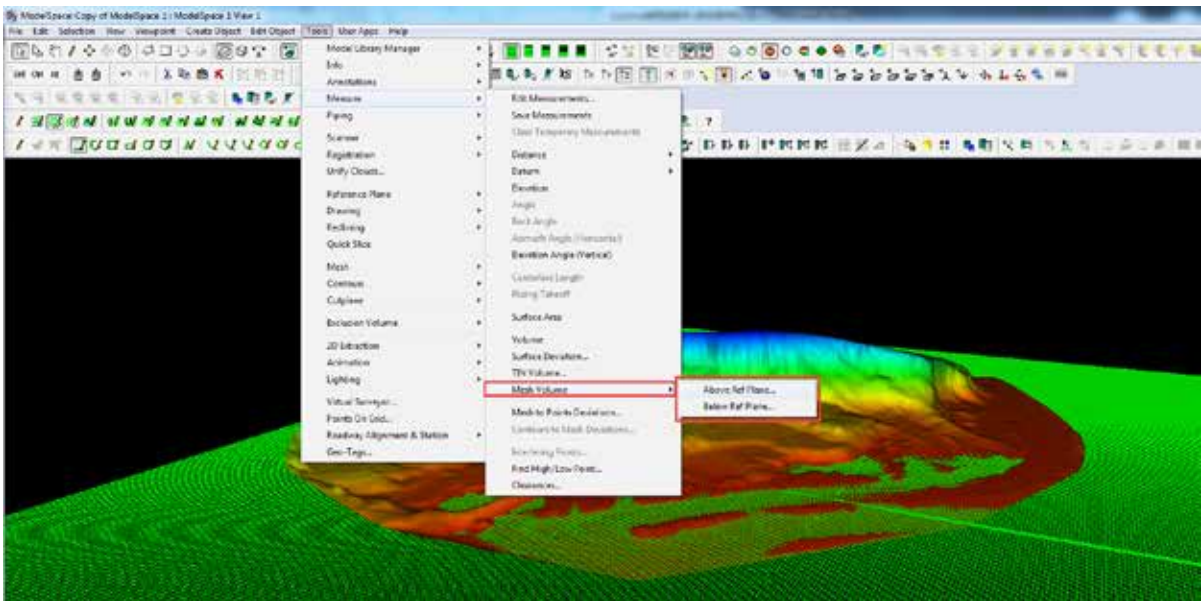 ModelSpace: Copy of ModelSpace 1 : ModelSpace 1 View 1
File Edit Selection View Viewpoint Create Object Edit Object Tools User Apps Help
Model Library Manager
Info
Annotations
Measure
Piping
Scanner
Registration
Unify Clouds...
Reference Plane
Drawing
Redlining
Quick Slice
Mesh
Contours
Cutplane
Exclusion Volume
2D Extraction
Animation
Lighting
Virtual Surveyor...
Points On Grid...
Roadway Alignment & Station
Geo-Tags...
Edit Measurements...
Save Measurements
Clear Temporary Measurements
Distance
Datum
Elevation
Angle
Back Angle
Azimuth Angle (Horizontal)
Elevation Angle (Vertical)
Centerline Length
Piping Takeoff
Surface Area
Volume
Surface Deviation...
TIN Volume...
Mesh Volume
Mesh to Points Deviations...
Contours to Mesh Deviations...
Interfering Points...
Find High/Low Point...
Clearances...
Above Ref Plane...
Below Ref Plane...